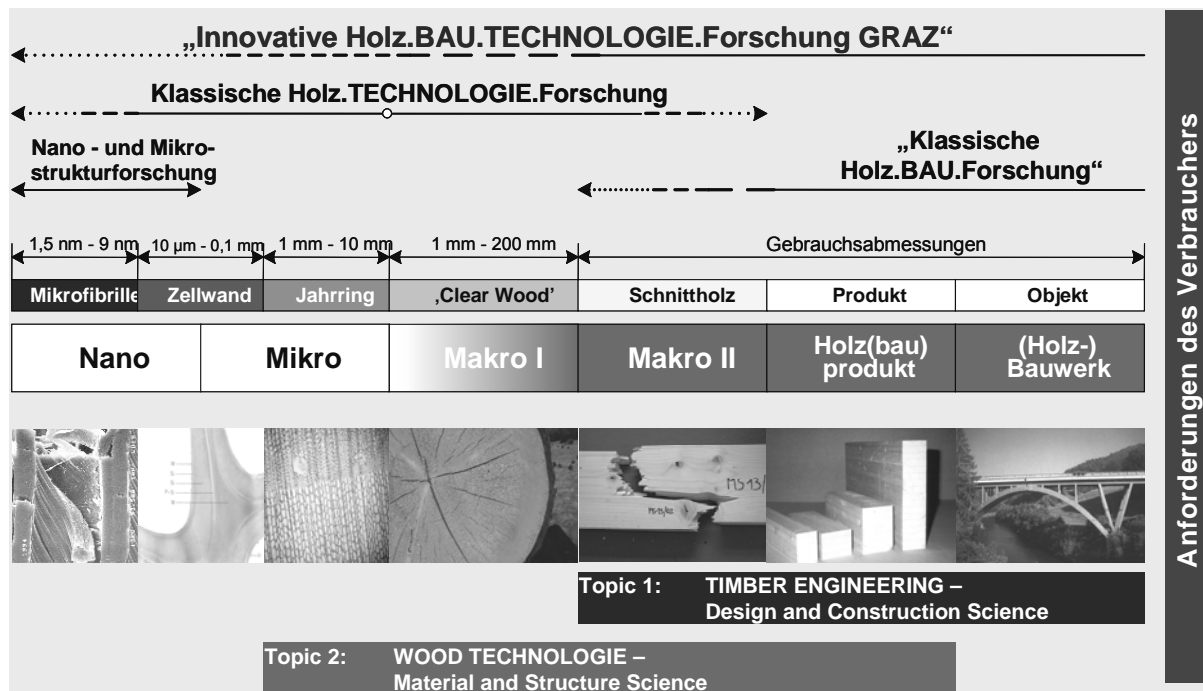 „Innovative Holz.BAU.TECHNOLOGIE.Forschung GRAZ“
Klassische Holz.TECHNOLOGIE.Forschung
Nano - und Mikro-
strukturforschung
„Klassische
Holz.BAU.Forschung“
1,5 nm - 9 nm
10 µm - 0,1 mm
1 mm - 10 mm
1 mm - 200 mm
Gebrauchsabmessungen
Mikrofibrille
Zellwand
Jahrring
‚Clear Wood’
Schnittholz
Produkt
Objekt
Nano
Mikro
Makro I
Makro II
Holz(bau)
produkt
(Holz-)
Bauwerk
MS13/
Topic 1: TIMBER ENGINEERING –
Design and Construction Science
Topic 2: WOOD TECHNOLOGIE –
Material and Structure Science
Anforderungen des Verbrauchers